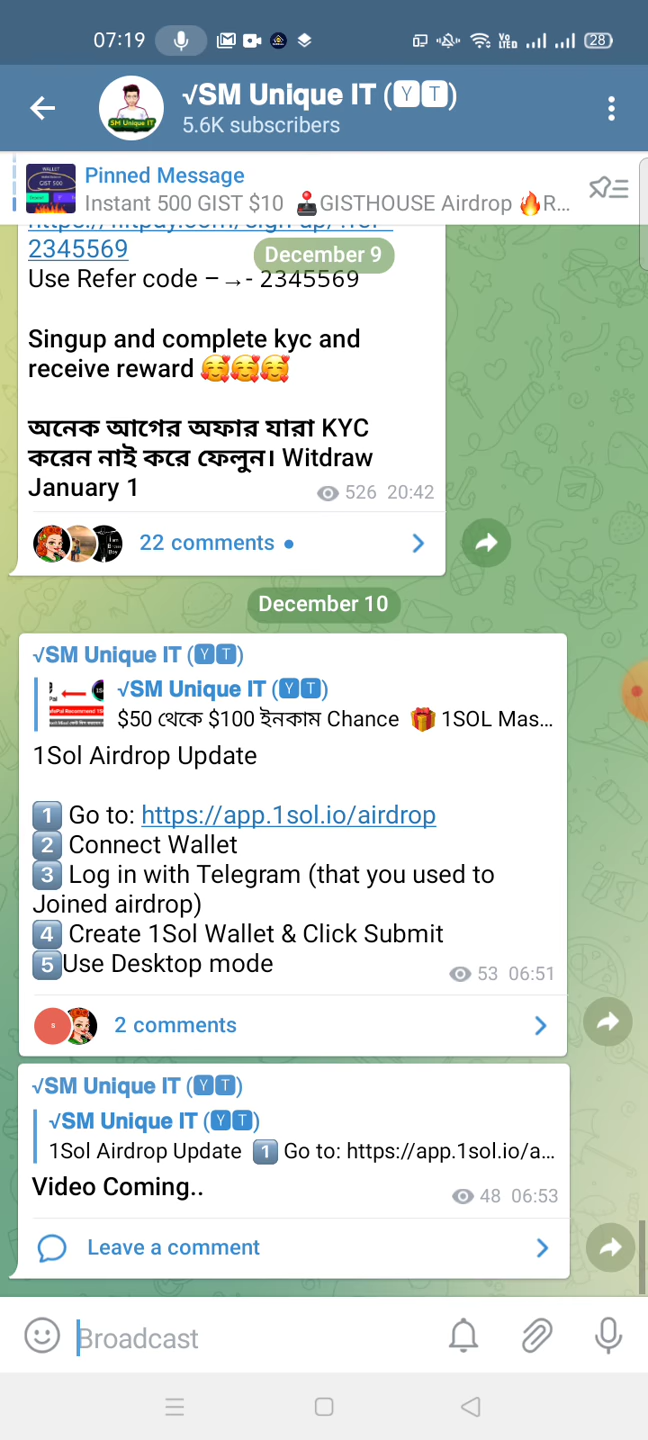 07:19
VoLTED
28
√SM Unique IT (🅈🅃)
5.6K subscribers
SM Unique IT
Pinned Message
Instant 500 GIST $10 🕹️GISTHOUSE Airdrop 🔥R...
2345569
December 9
Use Refer code –→- 2345569
Singup and complete kyc and
receive reward 🥰🥰🥰
অনেক আগের অফার যারা KYC
করেন নাই করে ফেলুন। Witdraw
January 1
526 20:42
22 comments
December 10
√SM Unique IT (🅈🅃)
√SM Unique IT (🅈🅃)
$50 থেকে $100 ইনকাম Chance 🎁 1SOL Mas...
1Sol Airdrop Update
1️⃣ Go to: https://app.1sol.io/airdrop
2️⃣ Connect Wallet
3️⃣ Log in with Telegram (that you used to
Joined airdrop)
4️⃣ Create 1Sol Wallet & Click Submit
5️⃣Use Desktop mode
53 06:51
2 comments
√SM Unique IT (🅈🅃)
√SM Unique IT (🅈🅃)
1Sol Airdrop Update 1️⃣ Go to: https://app.1sol.io/a...
Video Coming..
48 06:53
Leave a comment
Broadcast